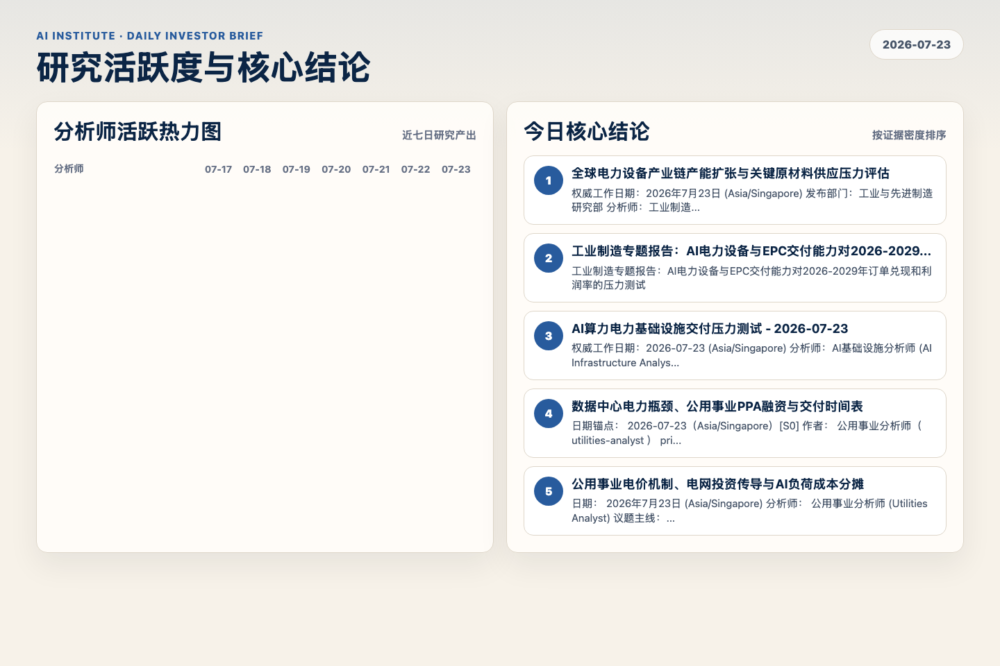 AI INSTITUTE · DAILY INVESTOR BRIEF
研究活跃度与核心结论
2026-07-23
分析师活跃热力图
近七日研究产出
分析师 07-17 07-18 07-19 07-20 07-21 07-22 07-23
今日核心结论
按证据密度排序
1
全球电力设备产业链产能扩张与关键原材料供应压力评估
权威工作日期：2026年7月23日 (Asia/Singapore) 发布部门：工业与先进制造
研究部 分析师：工业制造...
2
工业制造专题报告：AI电力设备与EPC交付能力对2026-2029...
工业制造专题报告：AI电力设备与EPC交付能力对2026-2029年订单兑现和利
润率的压力测试
3
AI算力电力基础设施交付压力测试 - 2026-07-23
权威工作日期：2026-07-23 (Asia/Singapore) 分析师：AI基础设施分析师 (AI
Infrastructure Analys...
4
数据中心电力瓶颈、公用事业PPA融资与交付时间表
日期锚点： 2026-07-23（Asia/Singapore）[S0] 作者： 公用事业分析师（
utilities-analyst ） pri...
5
公用事业电价机制、电网投资传导与AI负荷成本分摊
日期： 2026年7月23日 (Asia/Singapore) 分析师： 公用事业分析师 (Utilities
Analyst) 议题主线：...